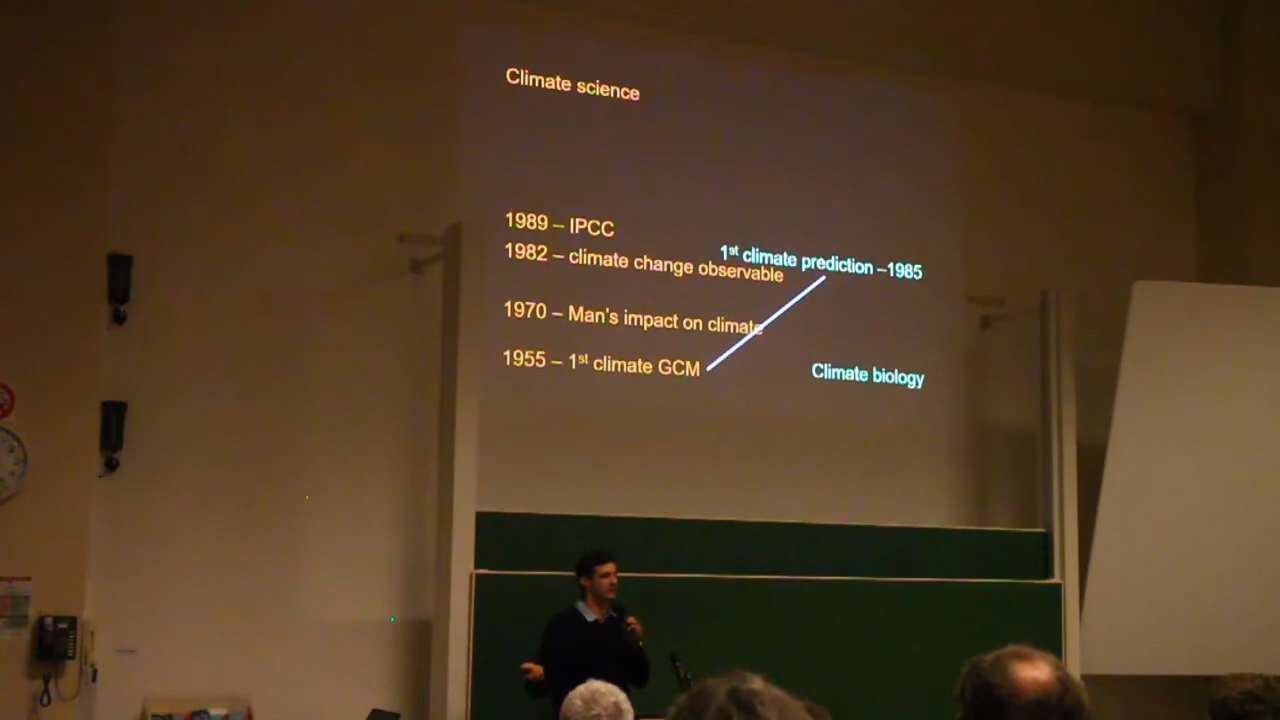 Climate science
1989 – IPCC
1st climate prediction –1985
1982 – climate change observable
1970 – Man's impact on climate
1955 – 1st climate GCM
Climate biology